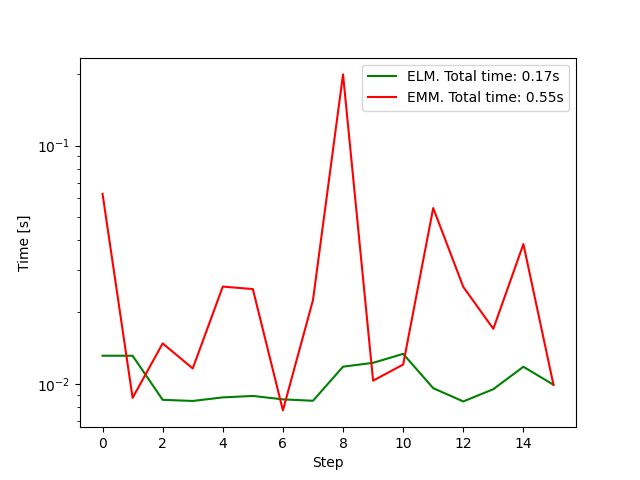 ELM. Total time: 0.17s
EMM. Total time: 0.55s
10⁻¹
10⁻²
Time [s]
0 2 4 6 8 10 12 14
Step